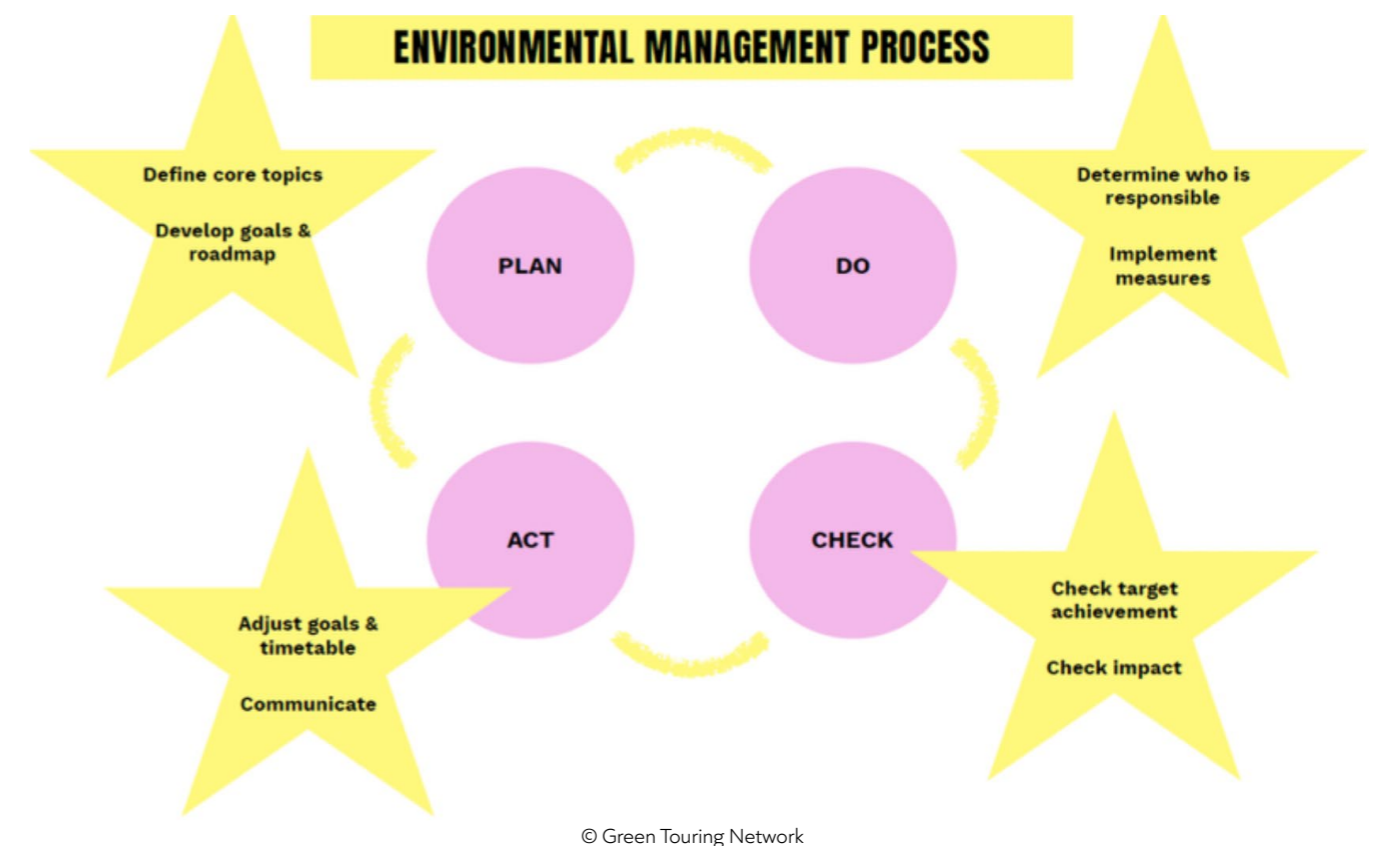 ENVIRONMENTAL MANAGEMENT PROCESS
Define core topics
Develop goals &
roadmap
PLAN
DO
Determine who is
responsible
Implement
measures
Adjust goals &
timetable
Communicate
ACT
CHECK
Check target
achievement
Check impact
© Green Touring Network